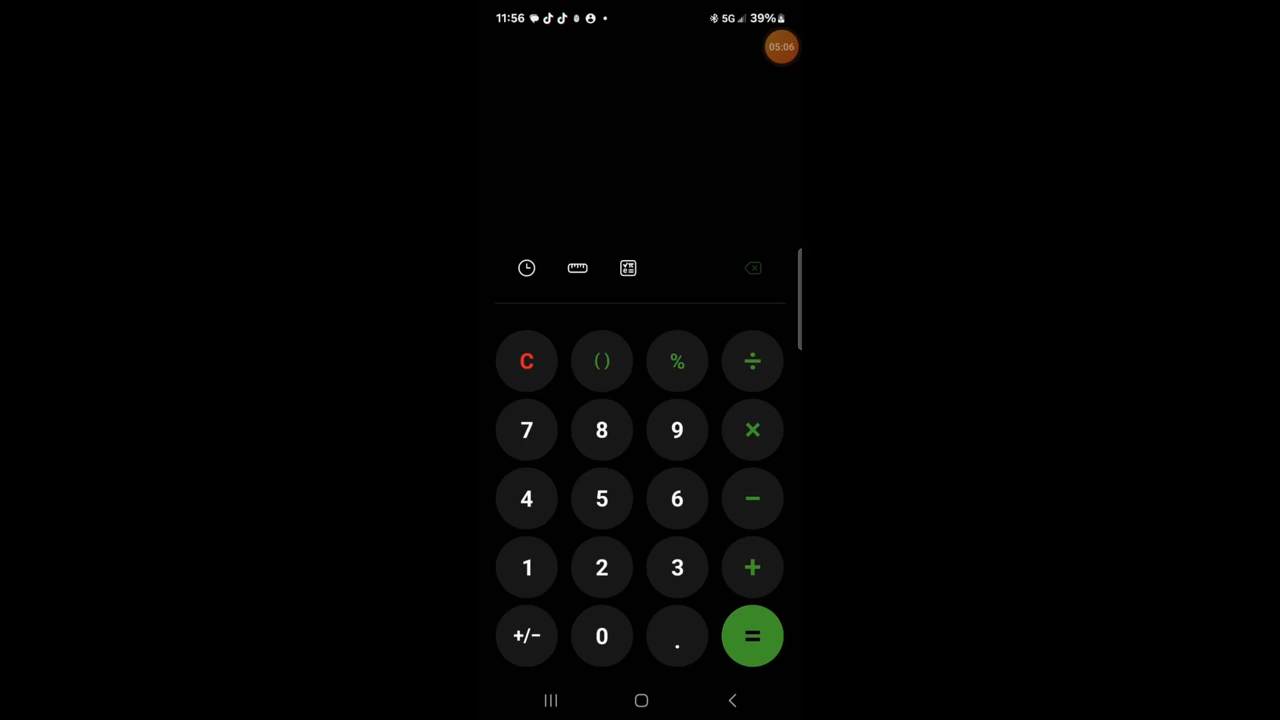 11:56 5G 39%
05:06
C () % ÷
7 8 9 ×
4 5 6 −
1 2 3 +
+/− 0 . =